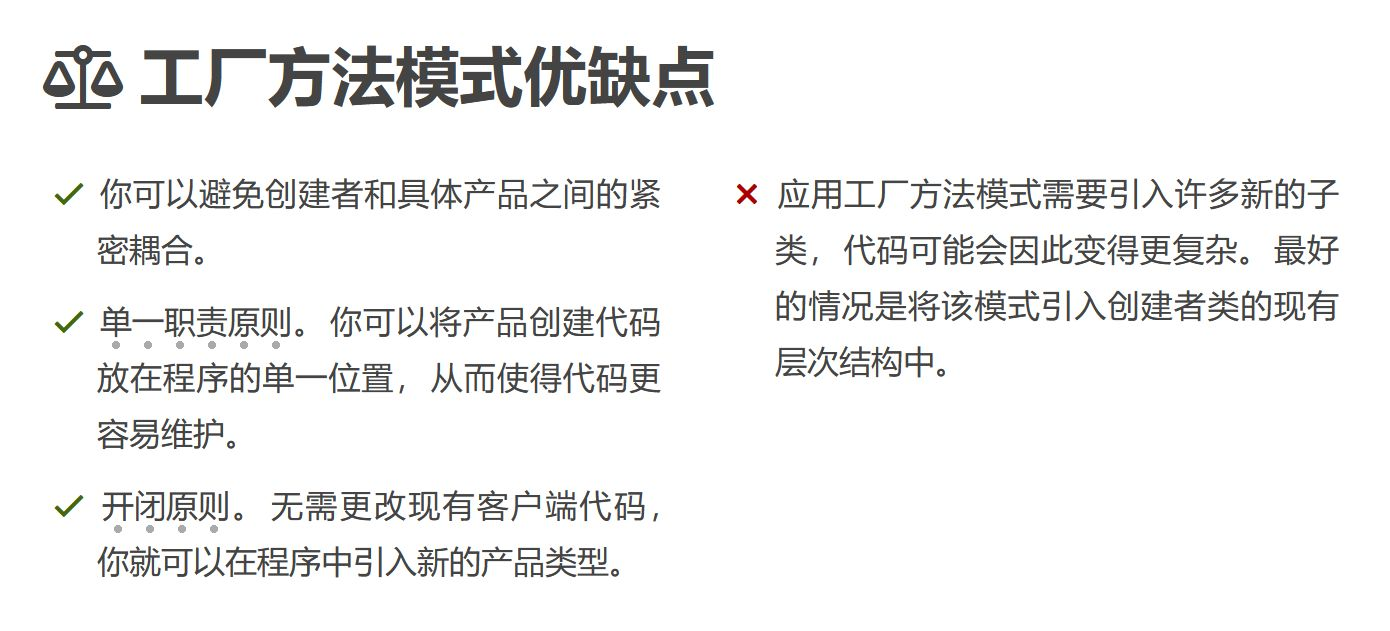 工厂方法模式优缺点
你可以避免创建者和具体产品之间的紧
密耦合。
单一职责原则。 你可以将产品创建代码
放在程序的单一位置， 从而使得代码更
容易维护。
开闭原则。 无需更改现有客户端代码，
你就可以在程序中引入新的产品类型。
应用工厂方法模式需要引入许多新的子
类， 代码可能会因此变得更复杂。 最好
的情况是将该模式引入创建者类的现有
层次结构中。